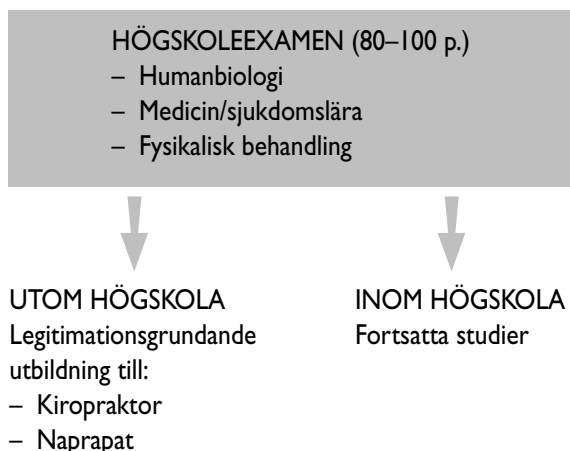 HÖGSKOLEEXAMEN (80–100 p.)
– Humanbiologi
– Medicin/sjukdomslära
– Fysikalisk behandling
UTOM HÖGSKOLA
Legitimationsgrundande
utbildning till:
– Kiropraktor
– Naprapat
INOM HÖGSKOLA
Fortsatta studier